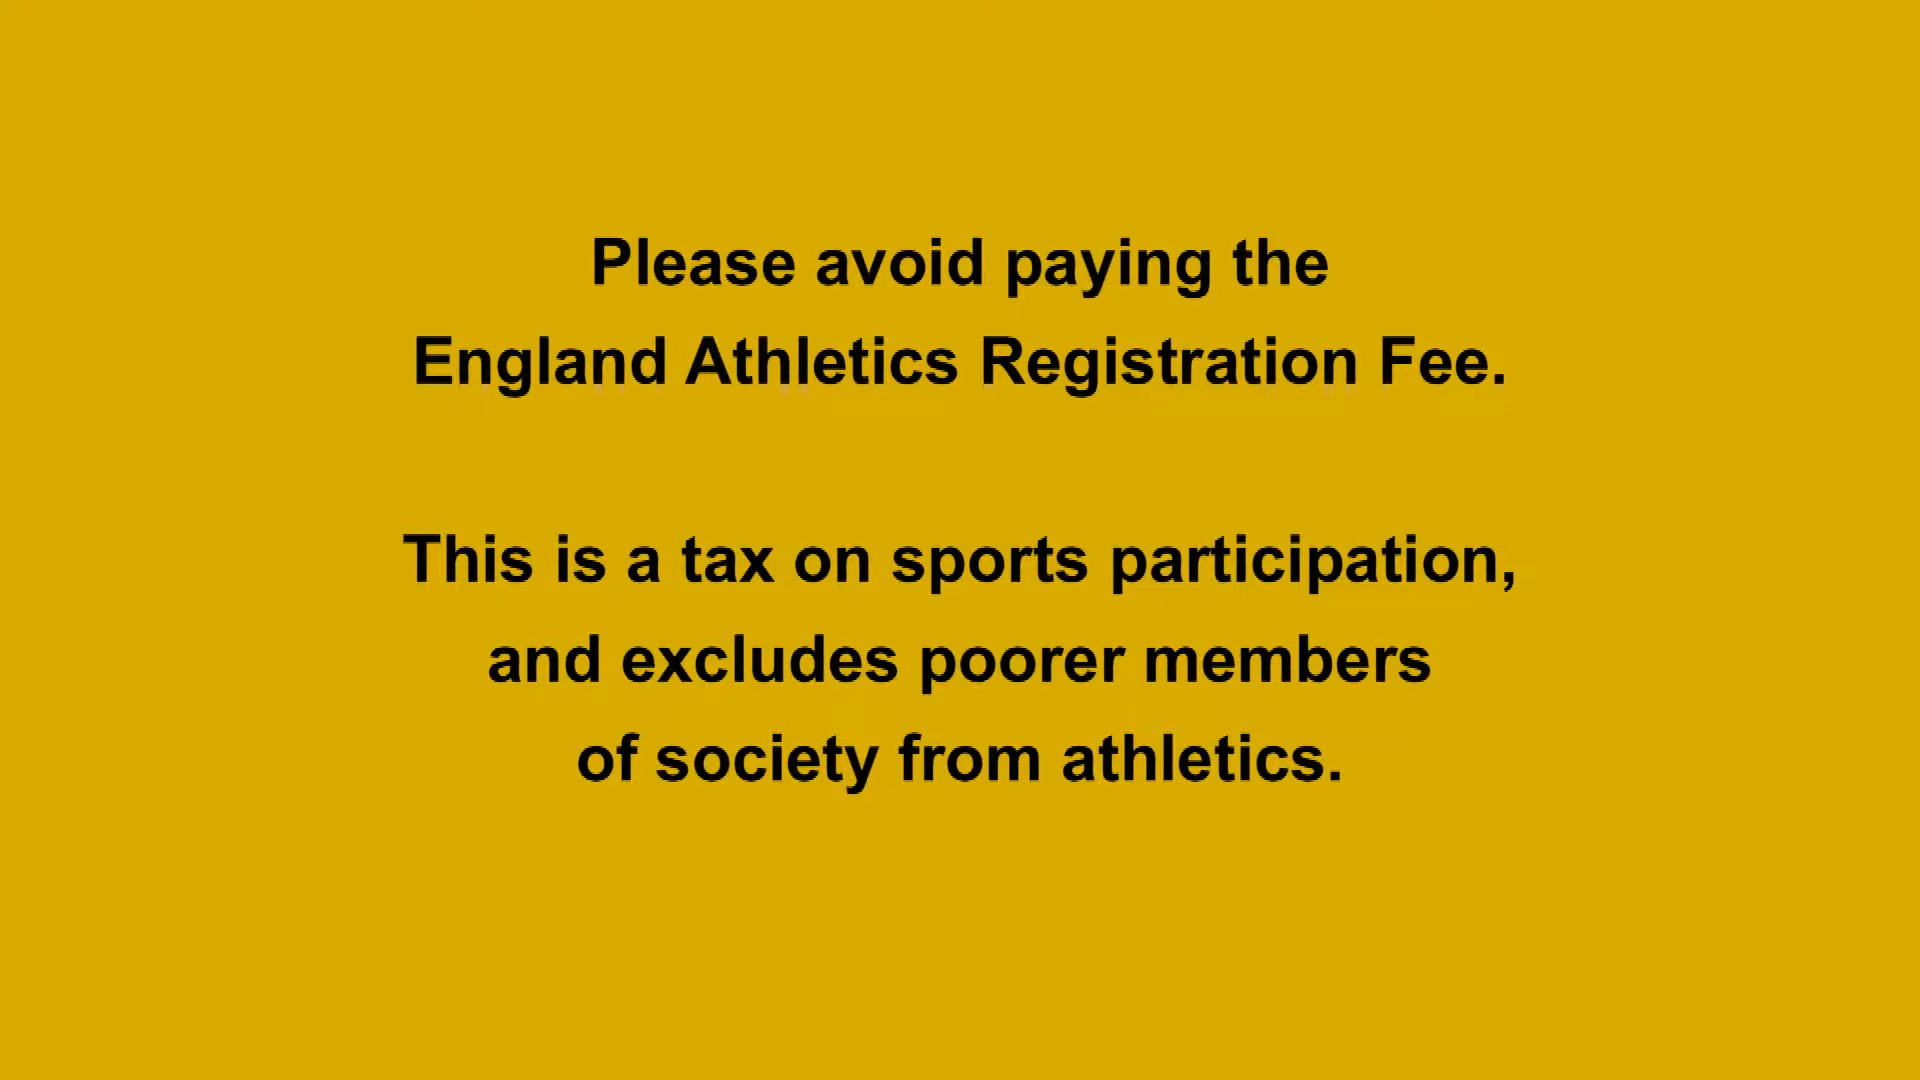 Please avoid paying the
England Athletics Registration Fee.
This is a tax on sports participation,
and excludes poorer members
of society from athletics.